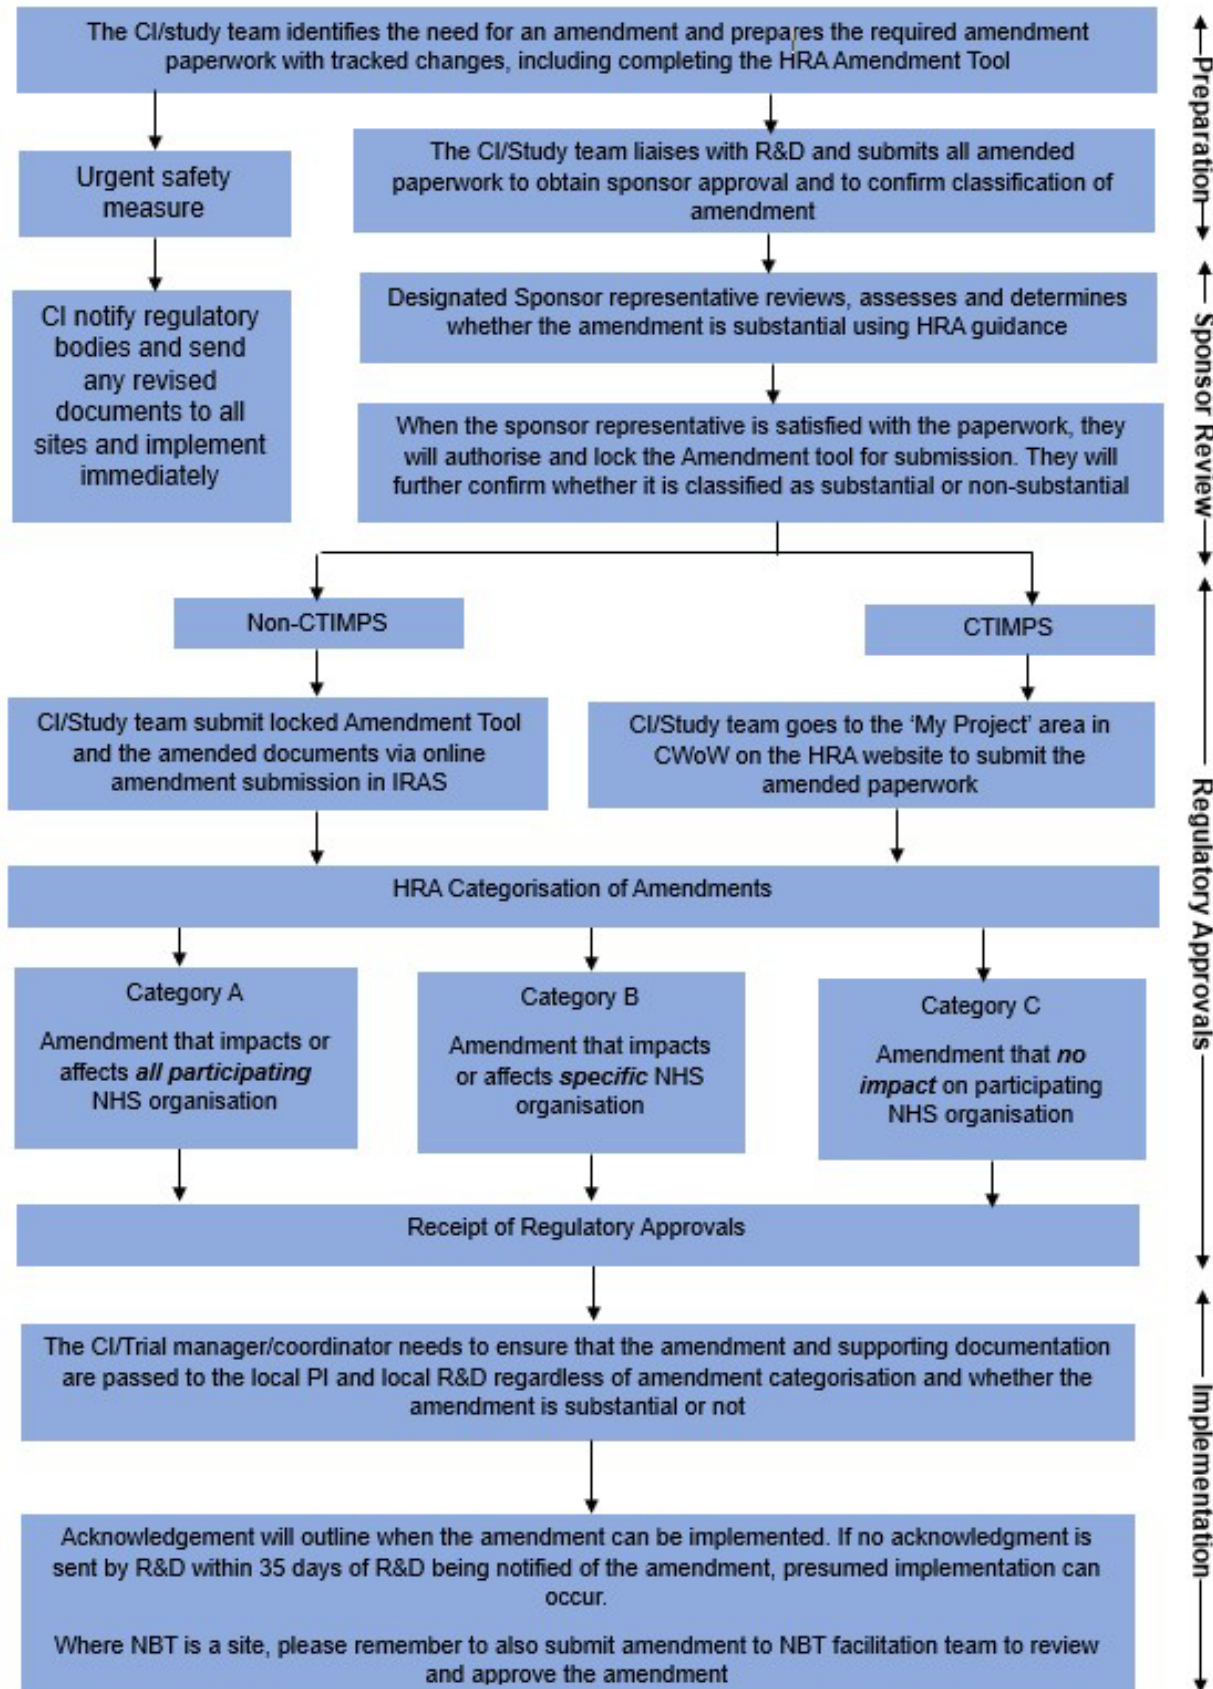 The CI/study team identifies the need for an amendment and prepares the required amendment
paperwork with tracked changes, including completing the HRA Amendment Tool
Preparation
Urgent safety
measure
The CI/Study team liaises with R&D and submits all amended
paperwork to obtain sponsor approval and to confirm classification of
amendment
CI notify regulatory
bodies and send
any revised
documents to all
sites and implement
immediately
Designated Sponsor representative reviews, assesses and determines
whether the amendment is substantial using HRA guidance
Sponsor Review
When the sponsor representative is satisfied with the paperwork, they
will authorise and lock the Amendment tool for submission. They will
further confirm whether it is classified as substantial or non-substantial
Non-CTIMPS
CTIMPS
CI/Study team submit locked Amendment Tool
and the amended documents via online
amendment submission in IRAS
CI/Study team goes to the ‘My Project’ area in
CWoW on the HRA website to submit the
amended paperwork
Regulatory Approvals
HRA Categorisation of Amendments
Category A
Amendment that impacts or
affects all participating
NHS organisation
Category B
Amendment that impacts
or affects specific NHS
organisation
Category C
Amendment that no
impact on participating
NHS organisation
Receipt of Regulatory Approvals
The CI/Trial manager/coordinator needs to ensure that the amendment and supporting documentation
are passed to the local PI and local R&D regardless of amendment categorisation and whether the
amendment is substantial or not
Implementation
Acknowledgement will outline when the amendment can be implemented. If no acknowledgment is
sent by R&D within 35 days of R&D being notified of the amendment, presumed implementation can
occur.
Where NBT is a site, please remember to also submit amendment to NBT facilitation team to review
and approve the amendment